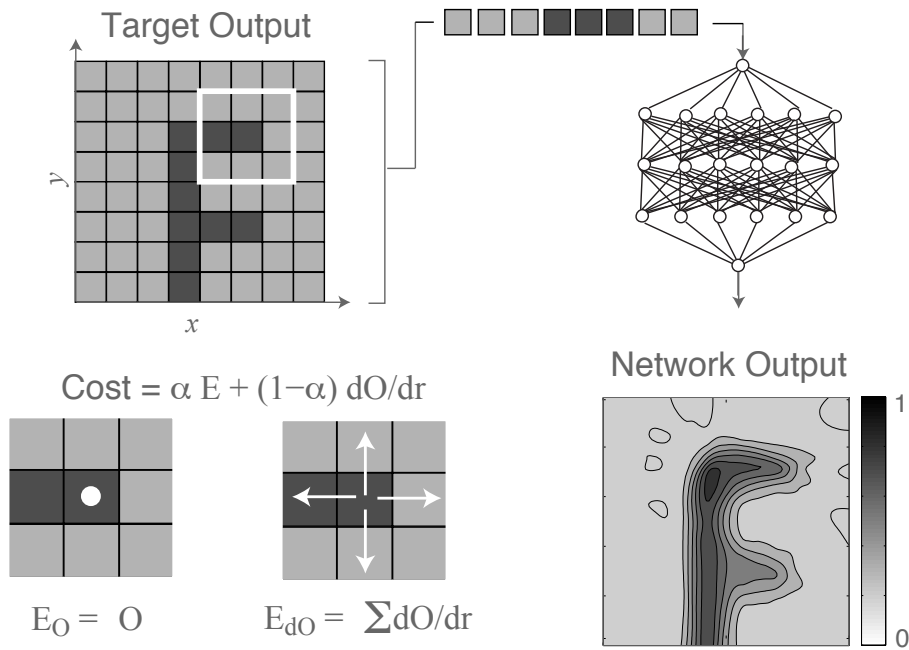 Target Output
y
x
Cost = α E + (1−α) dO/dr
E_O = O
E_dO = ∑dO/dr
Network Output
1
0